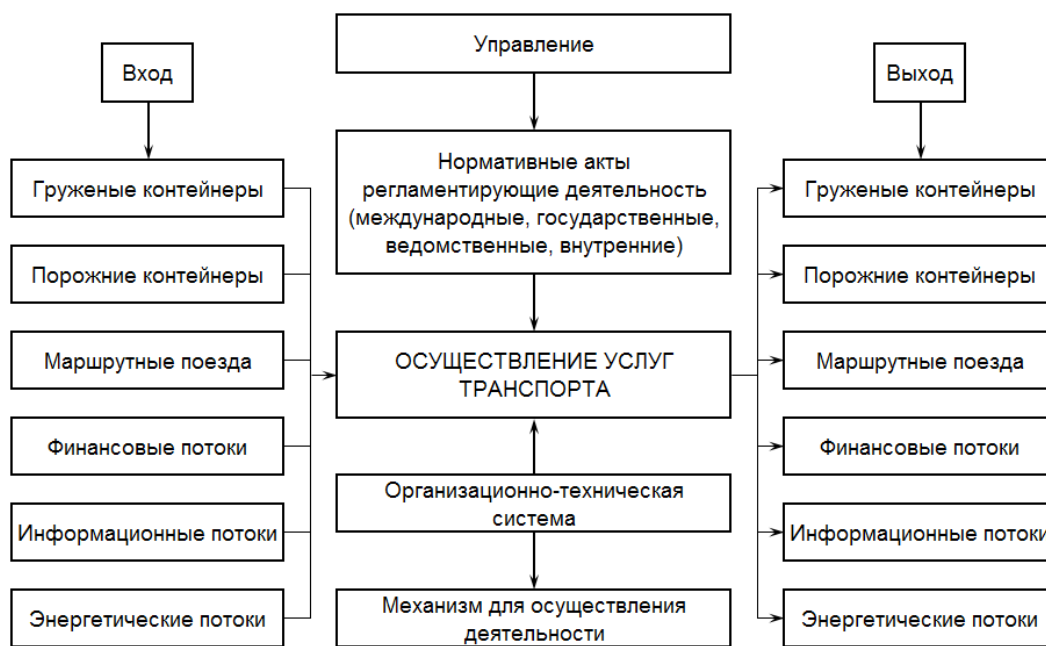 Управление
Вход
Выход
Нормативные акты
регламентирующие деятельность
(международные, государственные,
ведомственные, внутренние)
Груженые контейнеры
Порожние контейнеры
Маршрутные поезда
Финансовые потоки
Информационные потоки
Энергетические потоки
ОСУЩЕСТВЛЕНИЕ УСЛУГ
ТРАНСПОРТА
Организационно-техническая
система
Механизм для осуществления
деятельности
Груженые контейнеры
Порожние контейнеры
Маршрутные поезда
Финансовые потоки
Информационные потоки
Энергетические потоки